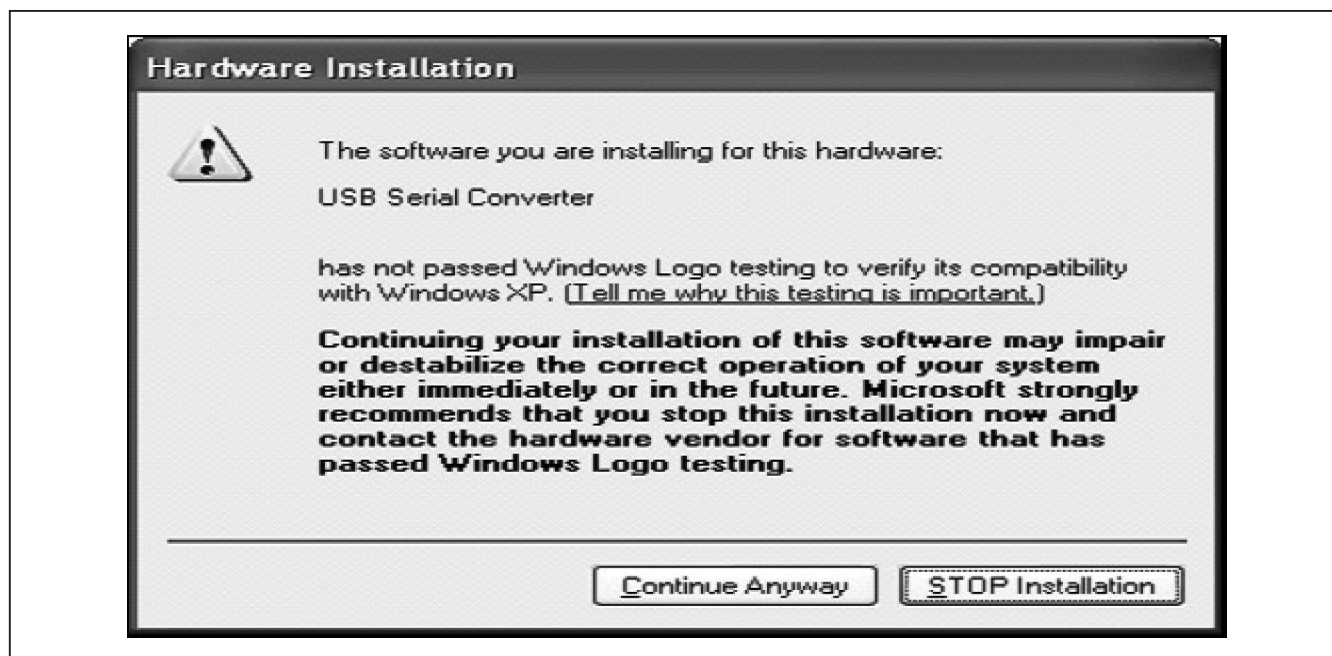 Hardware Installation
The software you are installing for this hardware:
USB Serial Converter
has not passed Windows Logo testing to verify its compatibility
with Windows XP. (Tell me why this testing is important.)
Continuing your installation of this software may impair
or destabilize the correct operation of your system
either immediately or in the future. Microsoft strongly
recommends that you stop this installation now and
contact the hardware vendor for software that has
passed Windows Logo testing.
Continue Anyway
STOP Installation